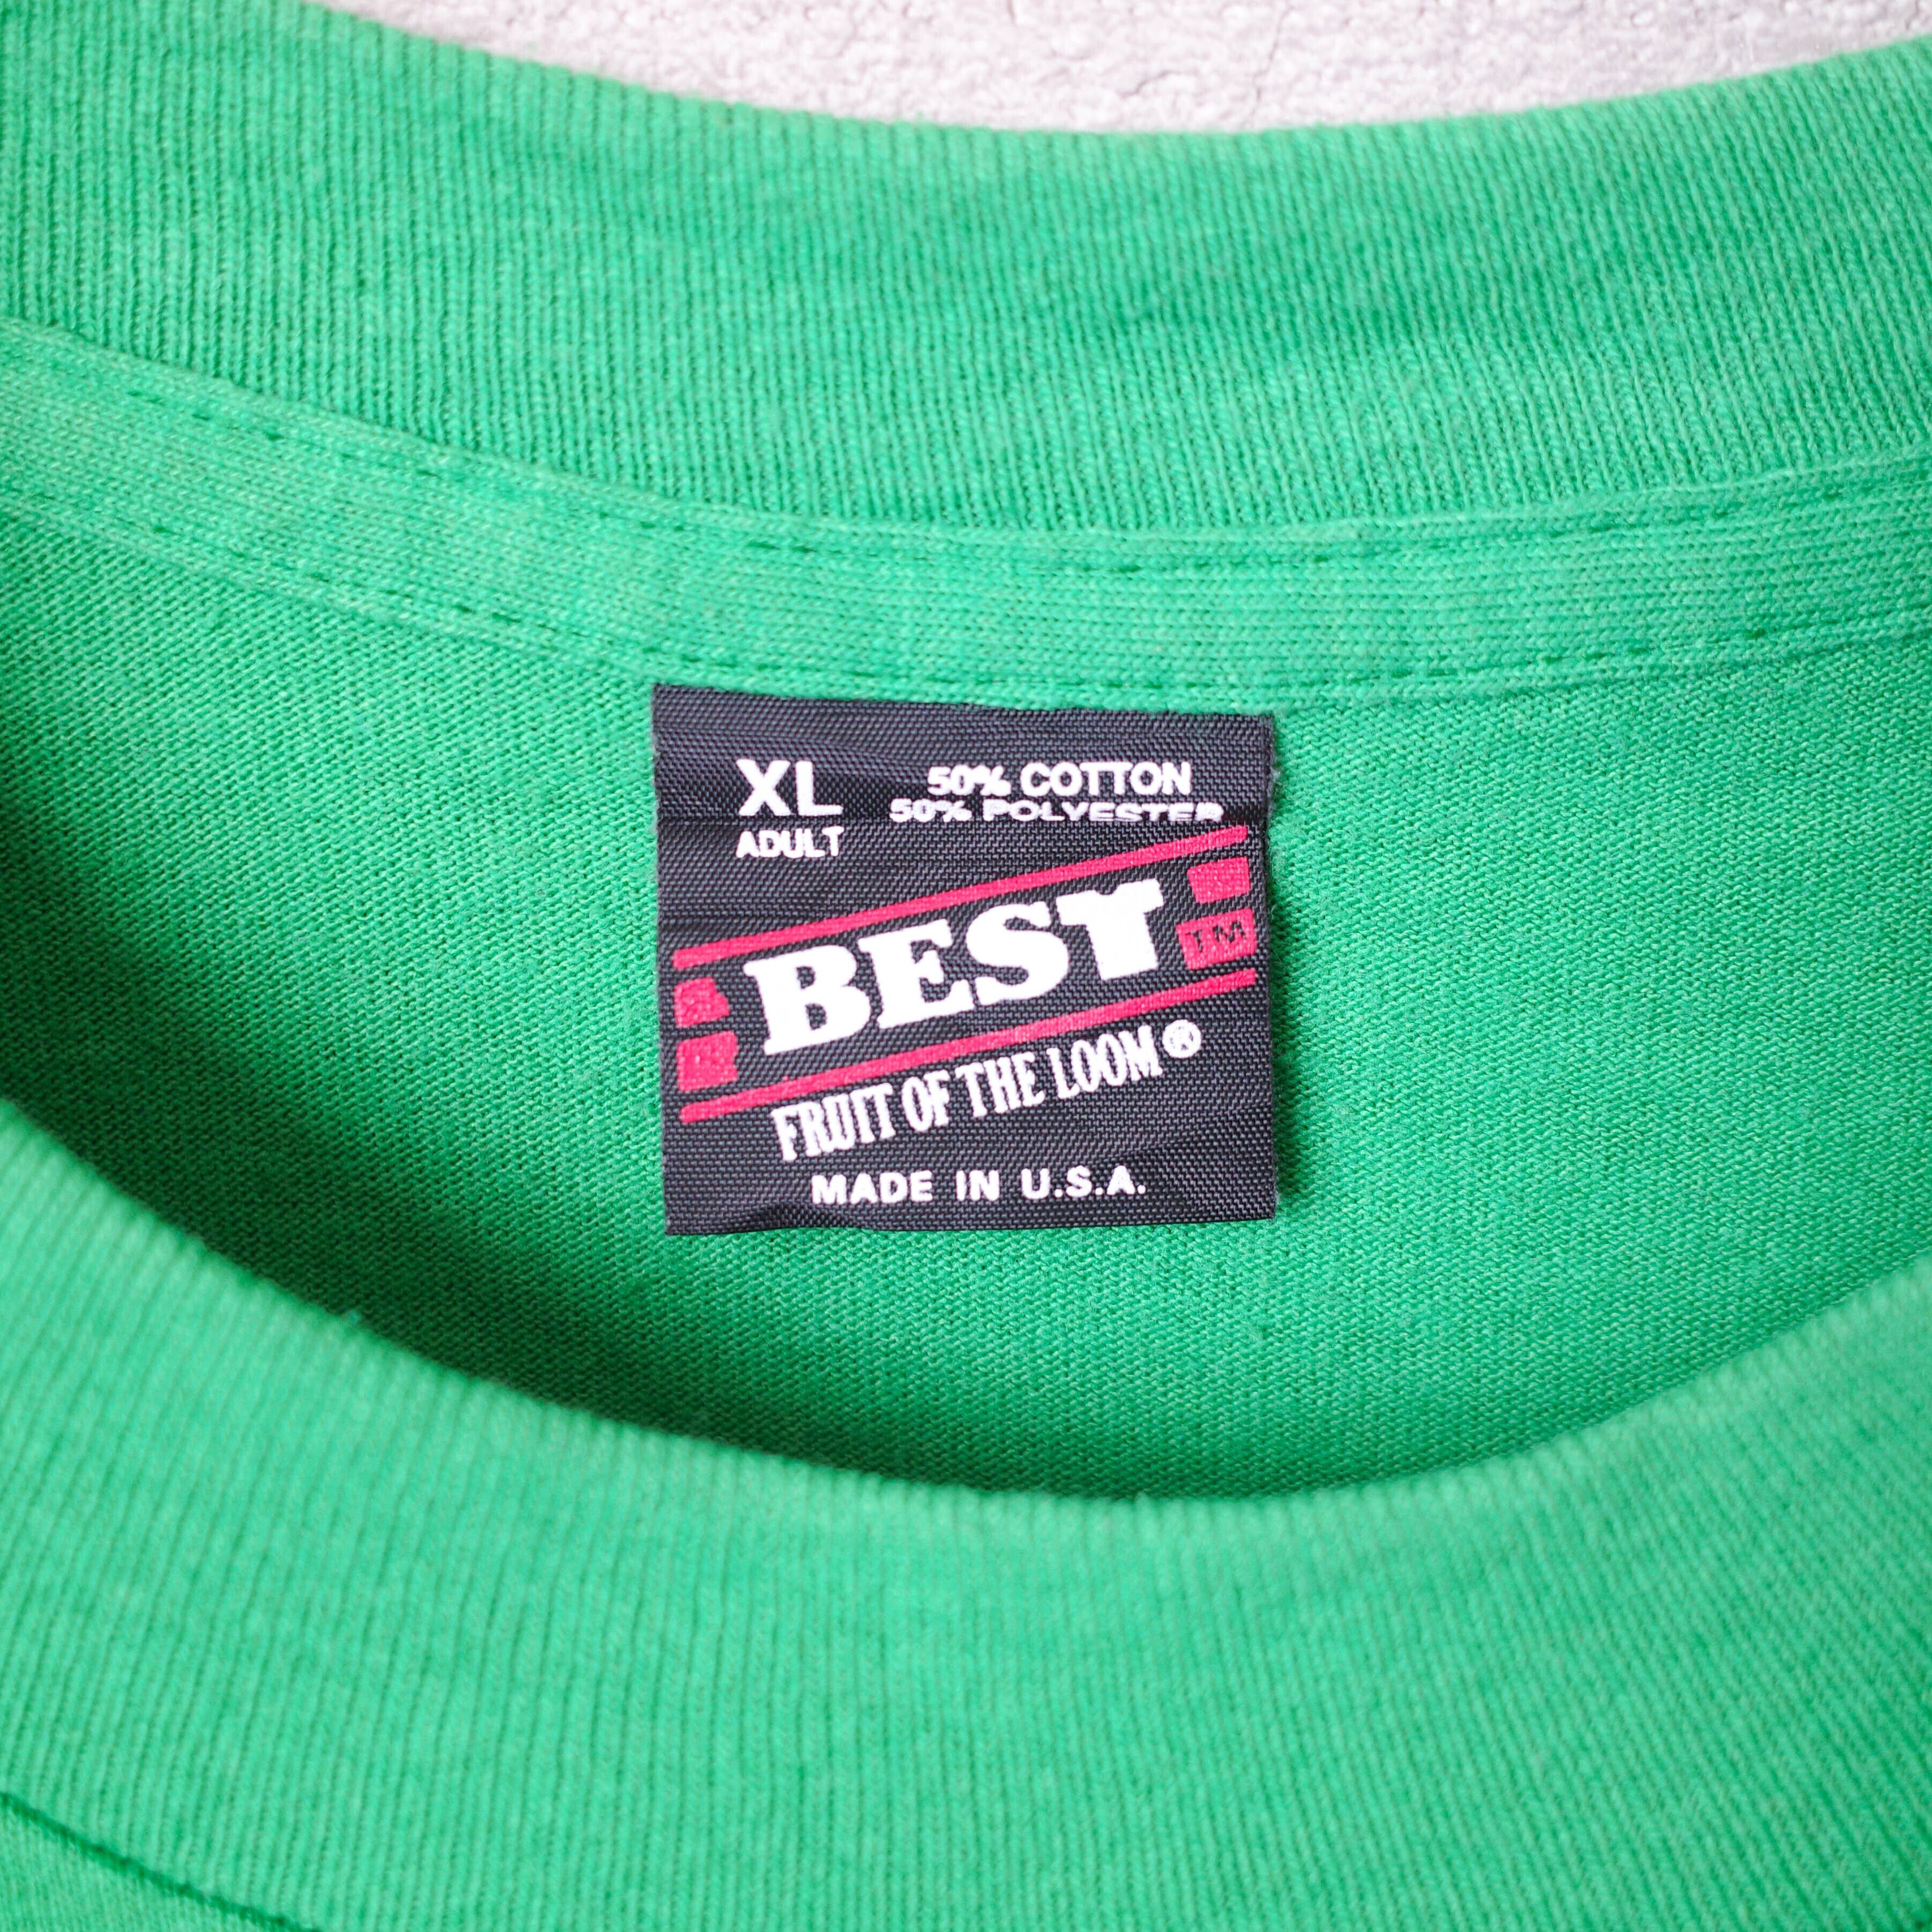 XL
ADULT
50% COTTON
50% POLYESTER
BEST
TM
FRUIT OF THE LOOM®
MADE IN U.S.A.